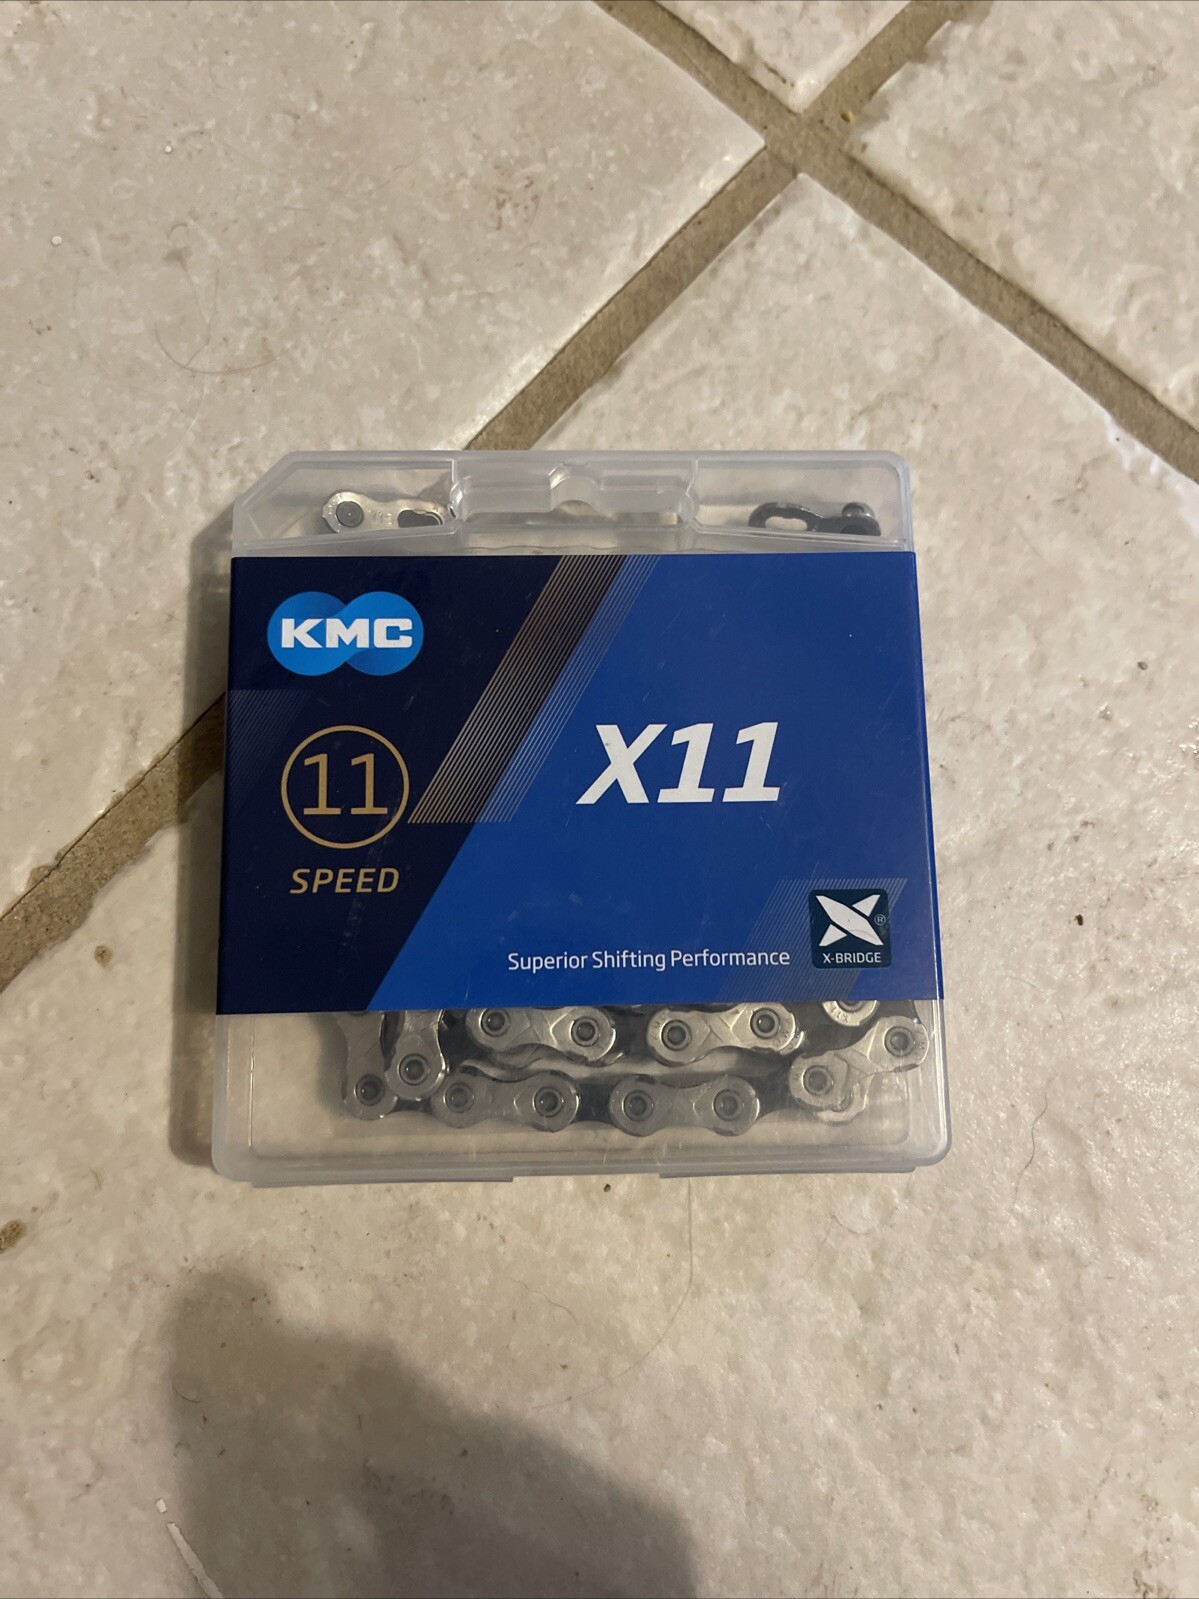 KMC
11
SPEED
X11
Superior Shifting Performance
®
X-BRIDGE